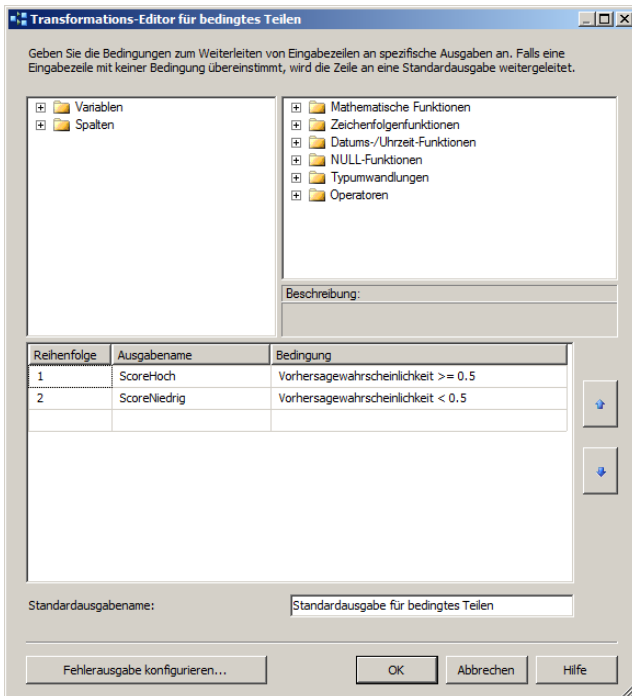 Transformations-Editor für bedingtes Teilen
Geben Sie die Bedingungen zum Weiterleiten von Eingabezeilen an spezifische Ausgaben an. Falls eine
Eingabezeile mit keiner Bedingung übereinstimmt, wird die Zeile an eine Standardausgabe weitergeleitet.
Variablen
Spalten
Mathematische Funktionen
Zeichenfolgenfunktionen
Datums-/Uhrzeit-Funktionen
NULL-Funktionen
Typumwandlungen
Operatoren
Beschreibung:
Reihenfolge Ausgabename Bedingung
1 ScoreHoch Vorhersagewahrscheinlichkeit >= 0.5
2 ScoreNiedrig Vorhersagewahrscheinlichkeit < 0.5
Standardausgabename: Standardausgabe für bedingtes Teilen
Fehlerausgabe konfigurieren... OK Abbrechen Hilfe